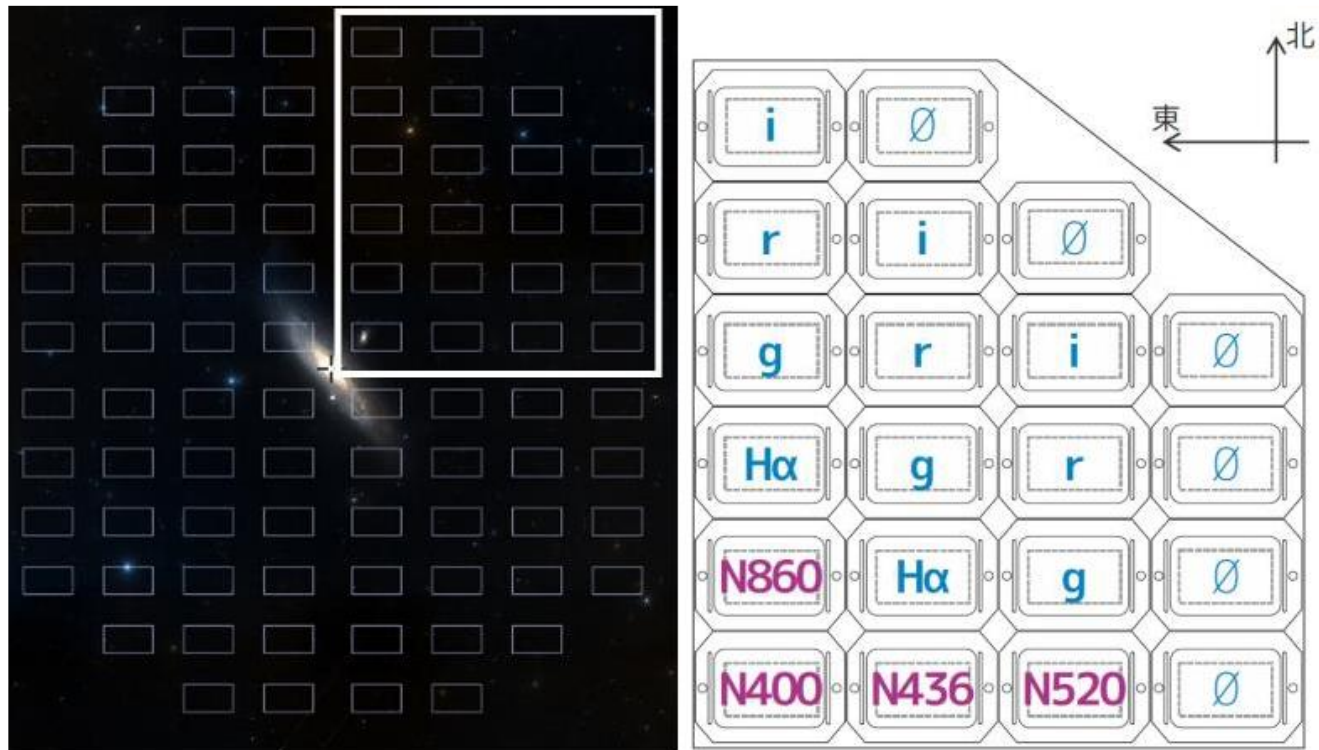 北
東
i Ø
r i Ø
g r i Ø
Hα g r Ø
N860 Hα g Ø
N400 N436 N520 Ø